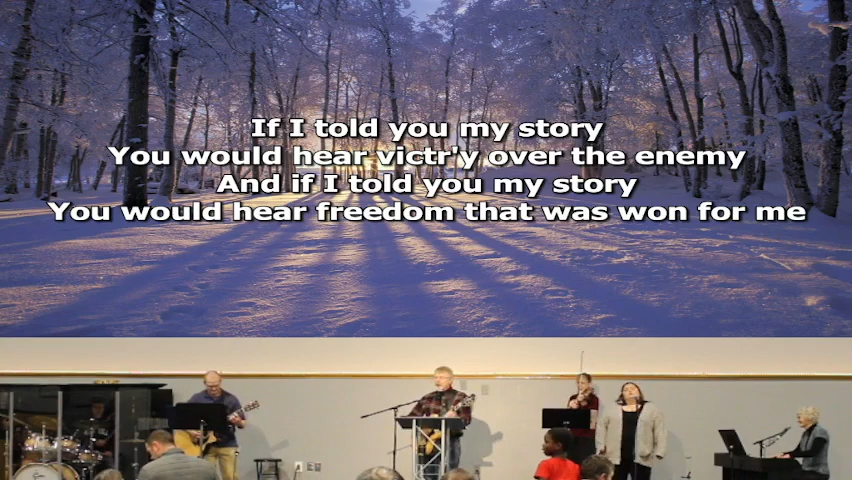 If I told you my story
You would hear victr'y over the enemy
And if I told you my story
You would hear freedom that was won for me